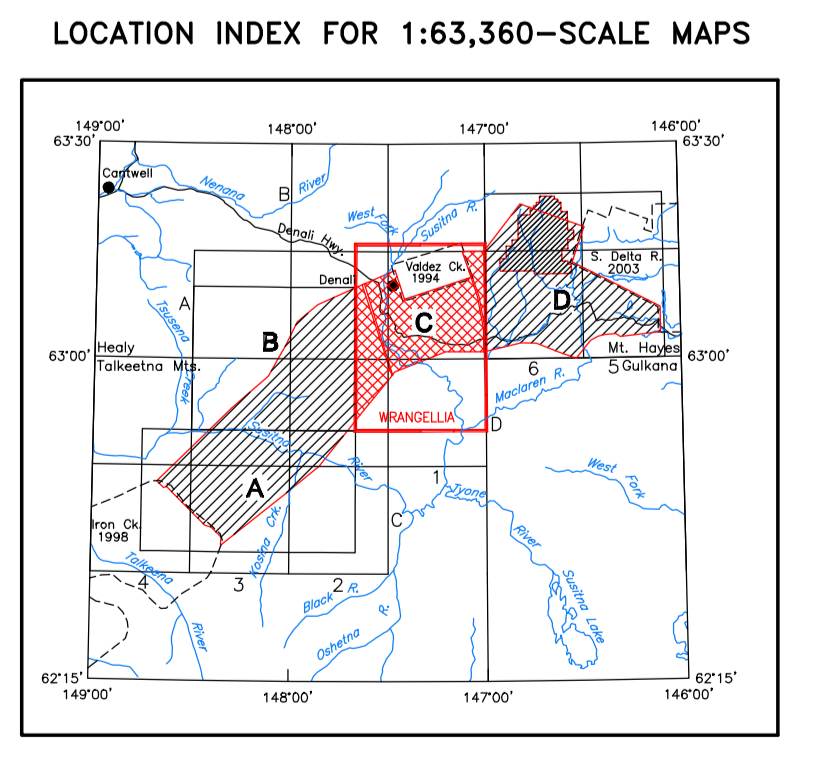 LOCATION INDEX FOR 1:63,360-SCALE MAPS
149°00'
148°00'
147°00'
146°00'
63°30'
63°30'
Cantwell
Nenana River
B
West Fork
Susitna R.
Denali Hwy.
Denali
Valdez Ck.
1994
S. Delta R.
2003
A
B
C
D
Tsusena Creek
Healy
Talkeetna Mts.
63°00'
Mt. Hayes
Gulkana
63°00'
6
5
Maclaren R.
WRANGELLIA
D
Susitna River
A
1
Tyone River
West Fork
C
Iron Ck.
1998
Kosina Crk.
Talkeena River
4
3
2
Black R.
Oshetna R.
Susitna Lake
62°15'
62°15'
149°00'
148°00'
147°00'
146°00'